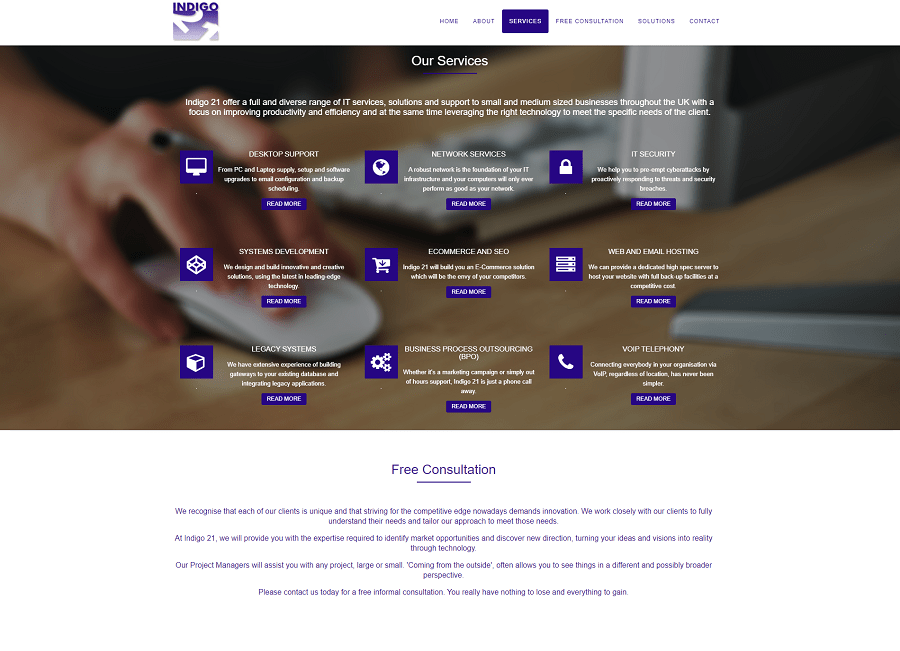 INDIGO
HOME ABOUT SERVICES FREE CONSULTATION SOLUTIONS CONTACT
Our Services
Indigo 21 offer a full and diverse range of IT services, solutions and support to small and medium sized businesses throughout the UK with a
focus on improving productivity and efficiency and at the same time leveraging the right technology to meet the specific needs of the client.
DESKTOP SUPPORT
From PC and Laptop supply, setup and software
upgrades to email configuration and backup
scheduling.
READ MORE
NETWORK SERVICES
A robust network is the foundation of your IT
infrastructure and your computers will only ever
perform as good as your network.
READ MORE
IT SECURITY
We help you to pre-empt cyberattacks by
proactively responding to threats and security
breaches.
READ MORE
SYSTEMS DEVELOPMENT
We design and build innovative and creative
solutions, using the latest in leading-edge
technology.
READ MORE
ECOMMERCE AND SEO
Indigo 21 will build you an E-Commerce solution
which will be the envy of your competitors.
READ MORE
WEB AND EMAIL HOSTING
We can provide a dedicated high spec server to
host your website with full back-up facilities at a
competitive cost.
READ MORE
LEGACY SYSTEMS
We have extensive experience of building
gateways to your existing database and
integrating legacy applications.
READ MORE
BUSINESS PROCESS OUTSOURCING
(BPO)
Whether it's a marketing campaign or simply out
of hours support, Indigo 21 is just a phone call
away.
READ MORE
VOIP TELEPHONY
Connecting everybody in your organisation via
VoIP, regardless of location, has never been
simpler.
READ MORE
Free Consultation
We recognise that each of our clients is unique and that striving for the competitive edge nowadays demands innovation. We work closely with our clients to fully
understand their needs and tailor our approach to meet those needs.
At Indigo 21, we will provide you with the expertise required to identify market opportunities and discover new direction, turning your ideas and visions into reality
through technology.
Our Project Managers will assist you with any project, large or small. 'Coming from the outside', often allows you to see things in a different and possibly broader
perspective.
Please contact us today for a free informal consultation. You really have nothing to lose and everything to gain.